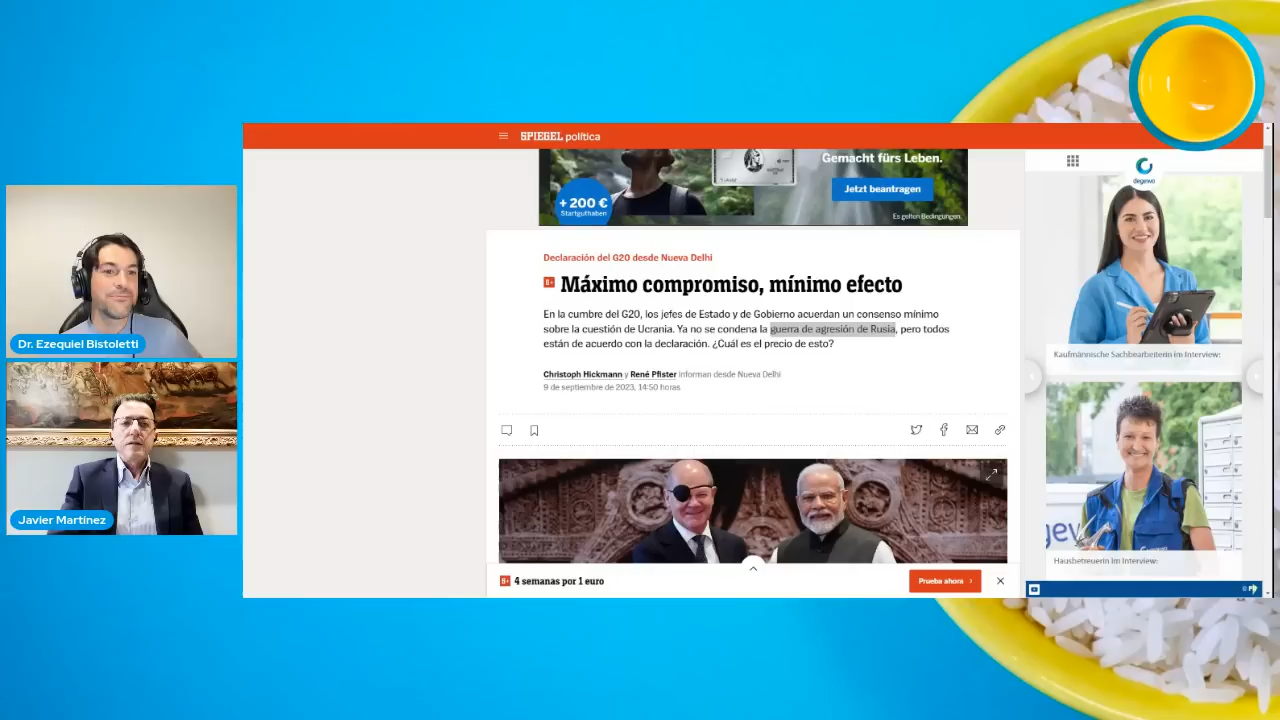 SPIEGEL política
Gemacht fürs Leben.
Jetzt beantragen
+ 200 €
Startguthaben
Es gelten Bedingungen.
degewo
Declaración del G20 desde Nueva Delhi
S+ Máximo compromiso, mínimo efecto
En la cumbre del G20, los jefes de Estado y de Gobierno acuerdan un consenso mínimo
sobre la cuestión de Ucrania. Ya no se condena la guerra de agresión de Rusia, pero todos
están de acuerdo con la declaración. ¿Cuál es el precio de esto?
Christoph Hickmann y René Pfister informan desde Nueva Delhi
9 de septiembre de 2023, 14:50 horas
Kaufmännische Sachbearbeiterin im Interview:
Dr. Ezequiel Bistoletti
Javier Martínez
Hausbetreuerin im Interview:
S+ 4 semanas por 1 euro
Prueba ahora